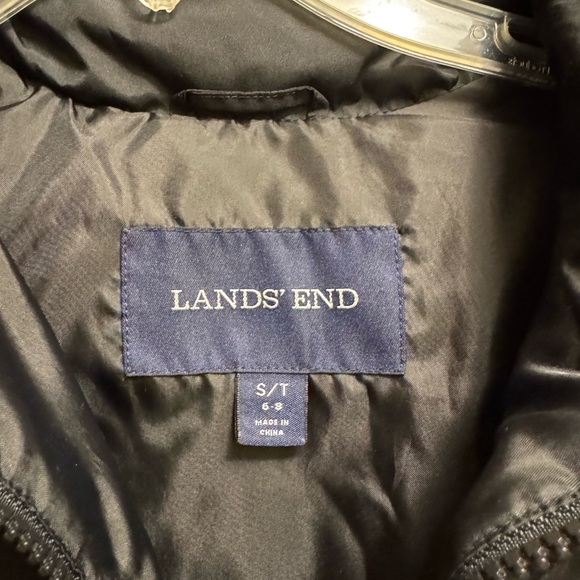 LANDS' END
S/T
6-8
MADE IN
CHINA